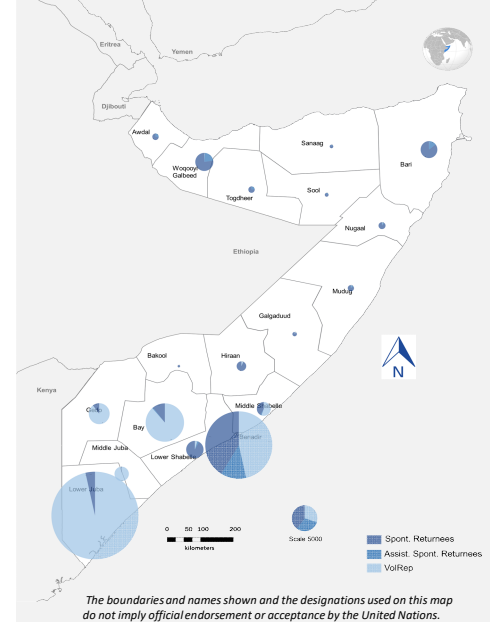 Eritrea
Yemen
Djibouti
Awdal
Sanaag
Bari
Woqooyi
Galbeed
Togdheer
Sool
Nugaal
Ethiopia
Mudug
Galgaduud
Bakool
Hiraan
N
Kenya
Gedo
Middle Shabelle
Bay
Banadir
Middle Juba
Lower Shabelle
Lower Juba
0 50 100 200
kilometers
Scale 5000
Spont. Returnees
Assist. Spont. Returnees
VolRep
The boundaries and names shown and the designations used on this map
do not imply official endorsement or acceptance by the United Nations.